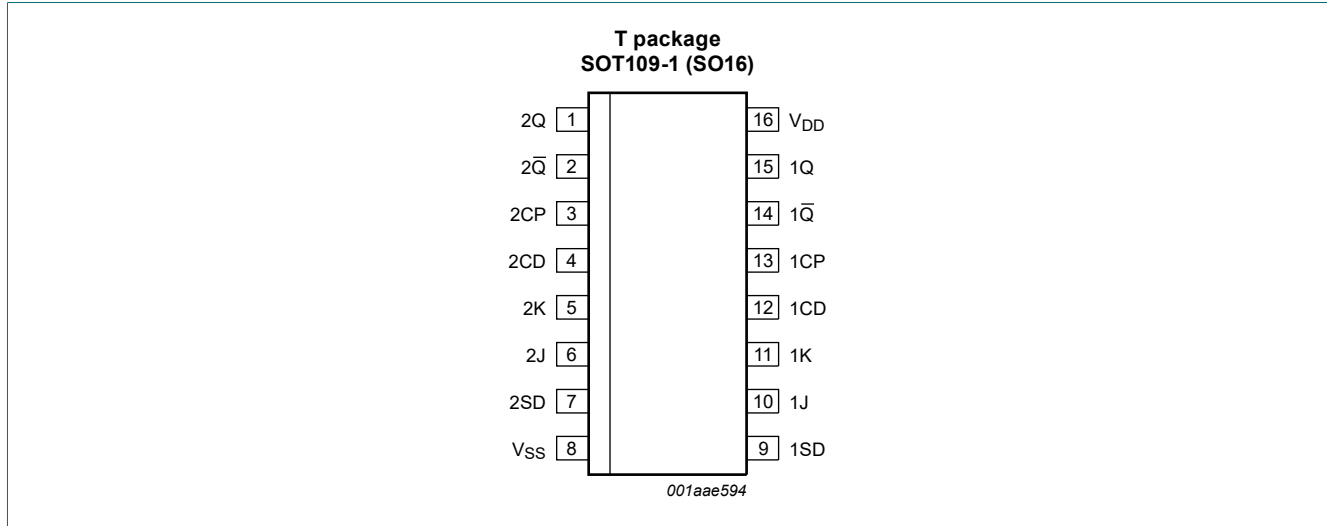 T package
SOT109-1 (SO16)
2Q 1 16 VDD
2Q̅ 2 15 1Q
2CP 3 14 1Q̅
2CD 4 13 1CP
2K 5 12 1CD
2J 6 11 1K
2SD 7 10 1J
VSS 8 9 1SD
001aae594